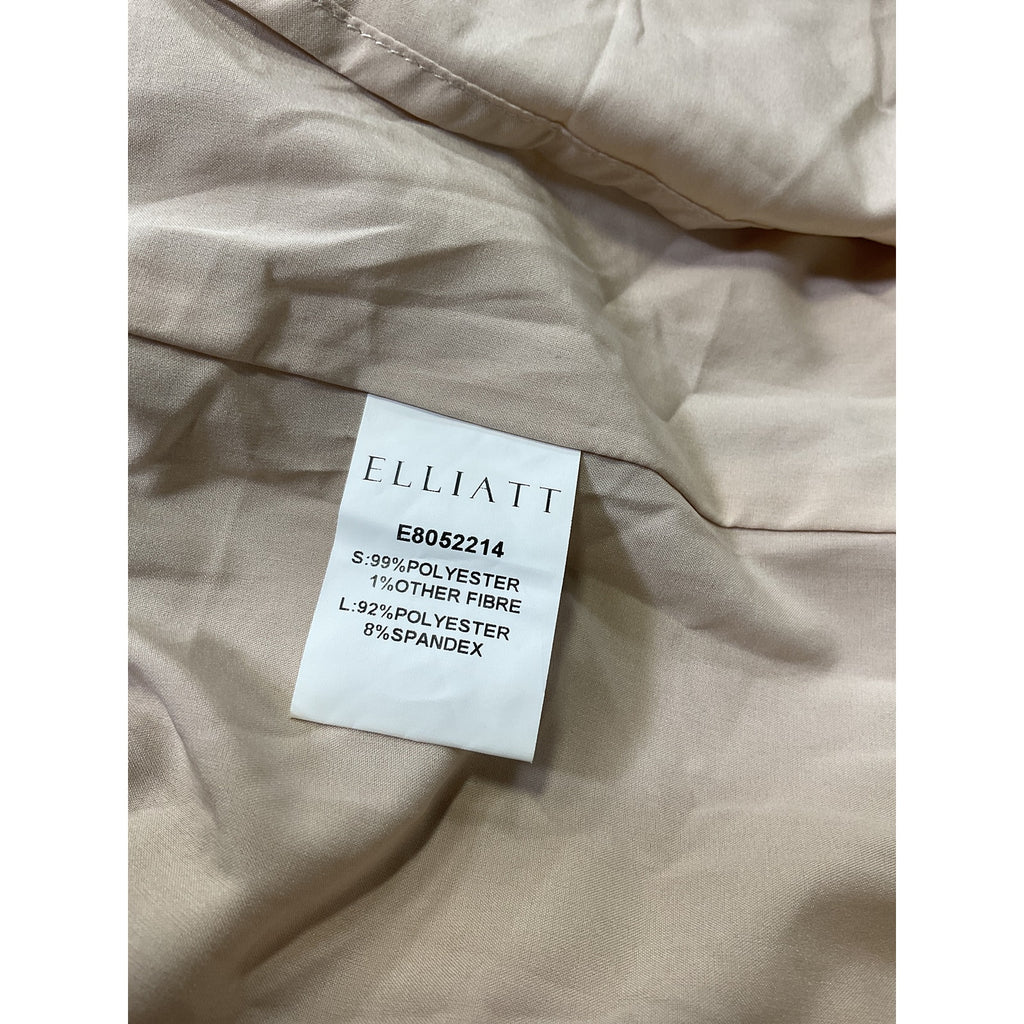 ELLIATT
E8052214
S:99%POLYESTER
1%OTHER FIBRE
L:92%POLYESTER
8%SPANDEX